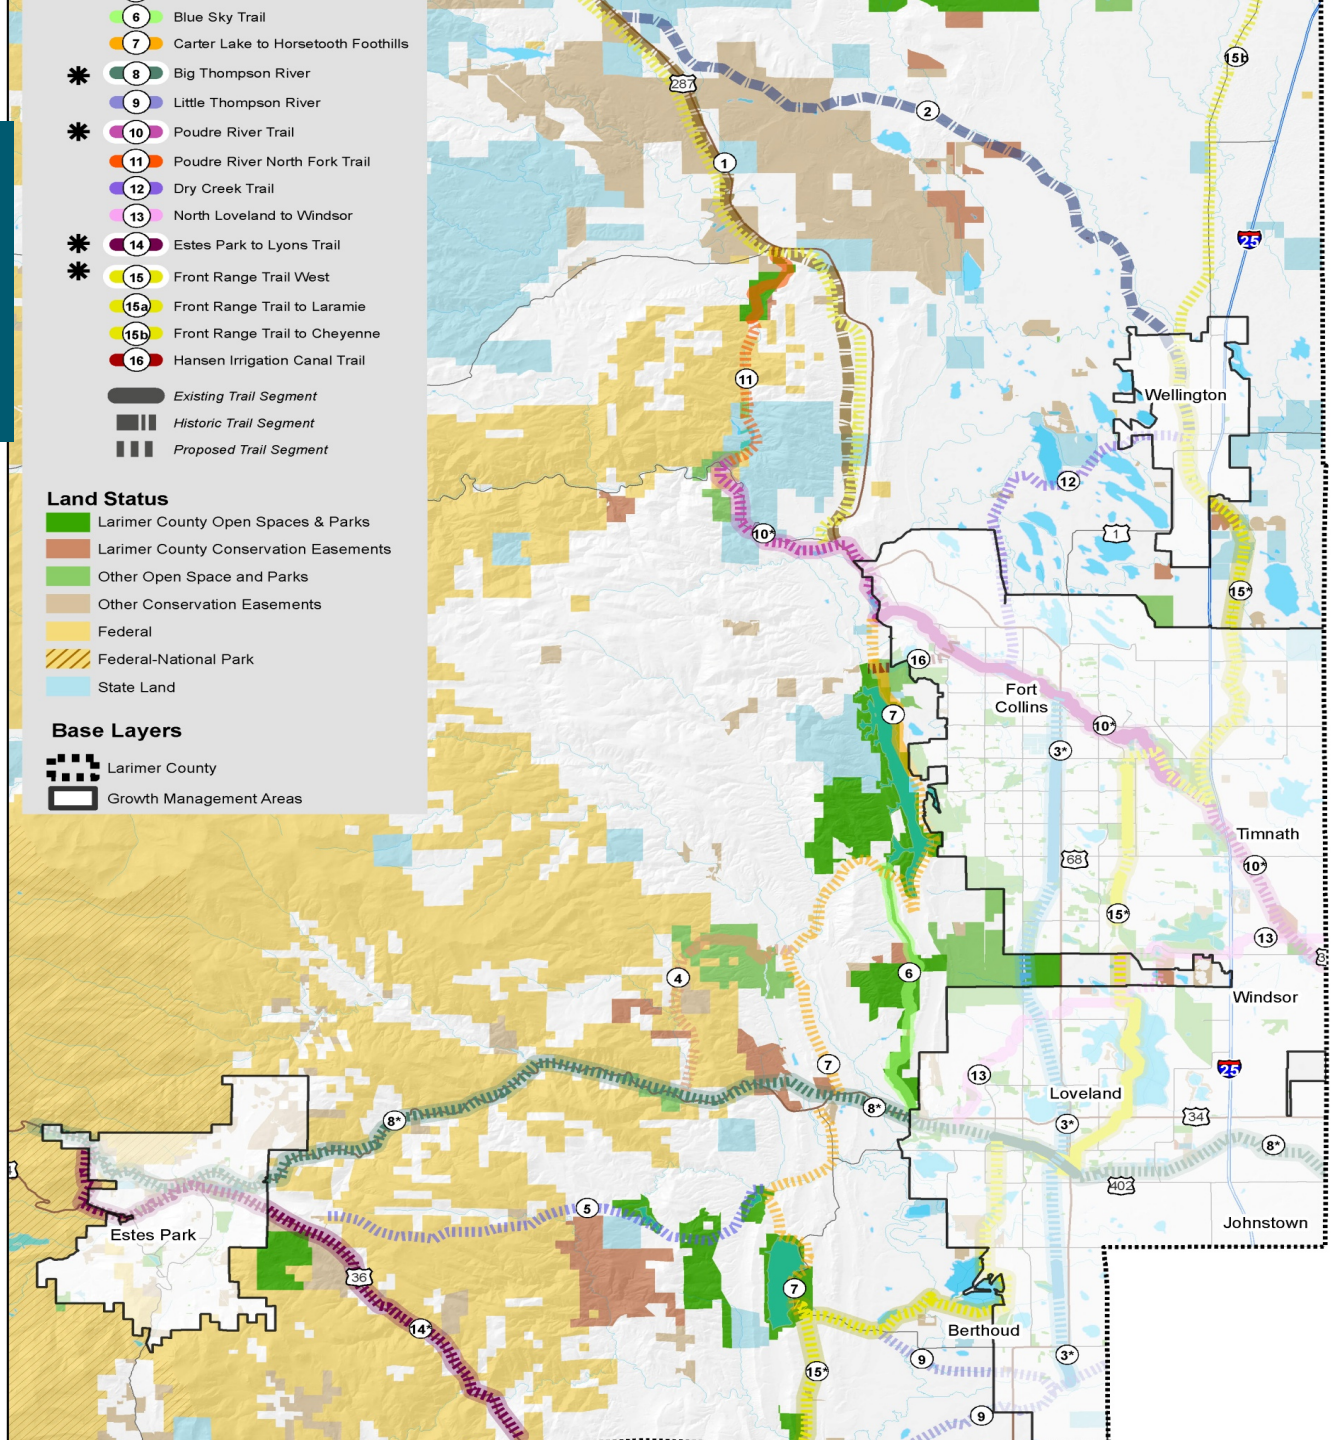 6 Blue Sky Trail
7 Carter Lake to Horsetooth Foothills
* 8 Big Thompson River
9 Little Thompson River
* 10 Poudre River Trail
11 Poudre River North Fork Trail
12 Dry Creek Trail
13 North Loveland to Windsor
* 14 Estes Park to Lyons Trail
* 15 Front Range Trail West
15a Front Range Trail to Laramie
15b Front Range Trail to Cheyenne
16 Hansen Irrigation Canal Trail
Existing Trail Segment
Historic Trail Segment
Proposed Trail Segment
Land Status
Larimer County Open Spaces & Parks
Larimer County Conservation Easements
Other Open Space and Parks
Other Conservation Easements
Federal
Federal-National Park
State Land
Base Layers
Larimer County
Growth Management Areas
15b
287
2
1
25
11
Wellington
12
10*
1
15*
16
Fort
Collins
7
10*
3*
Timnath
68
10*
15*
13
4
6
Windsor
7
13
25
Loveland
8*
8*
3*
34
8*
402
5
Estes Park
Johnstown
36
7
14*
Berthoud
9
3*
15*
9